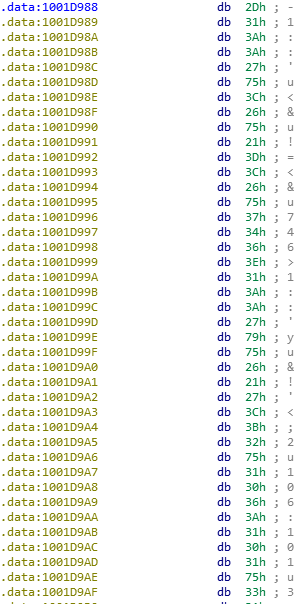 .data:1001D988 db 2Dh ; -
.data:1001D989 db 31h ; 1
.data:1001D98A db 3Ah ; :
.data:1001D98B db 3Ah ; :
.data:1001D98C db 27h ; '
.data:1001D98D db 75h ; u
.data:1001D98E db 3Ch ; <
.data:1001D98F db 26h ; &
.data:1001D990 db 75h ; u
.data:1001D991 db 21h ; !
.data:1001D992 db 3Dh ; =
.data:1001D993 db 3Ch ; <
.data:1001D994 db 26h ; &
.data:1001D995 db 75h ; u
.data:1001D996 db 37h ; 7
.data:1001D997 db 34h ; 4
.data:1001D998 db 36h ; 6
.data:1001D999 db 3Eh ; >
.data:1001D99A db 31h ; 1
.data:1001D99B db 3Ah ; :
.data:1001D99C db 3Ah ; :
.data:1001D99D db 27h ; '
.data:1001D99E db 79h ; y
.data:1001D99F db 75h ; u
.data:1001D9A0 db 26h ; &
.data:1001D9A1 db 21h ; !
.data:1001D9A2 db 27h ; '
.data:1001D9A3 db 3Ch ; <
.data:1001D9A4 db 3Bh ; ;
.data:1001D9A5 db 32h ; 2
.data:1001D9A6 db 75h ; u
.data:1001D9A7 db 31h ; 1
.data:1001D9A8 db 30h ; 0
.data:1001D9A9 db 36h ; 6
.data:1001D9AA db 3Ah ; :
.data:1001D9AB db 31h ; 1
.data:1001D9AC db 30h ; 0
.data:1001D9AD db 31h ; 1
.data:1001D9AE db 75h ; u
.data:1001D9AF db 33h ; 3